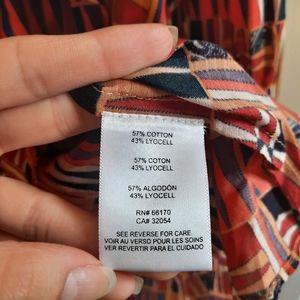 57% COTTON
43% LYOCELL
57% COTON
43% LYOCELL
57% ALGODÓN
43% LYOCELL
RN# 66170
CA# 32054
SEE REVERSE FOR CARE
VOIR AU VERSO POUR LES SOINS
VER REVERTIR PARA EL CUIDADO